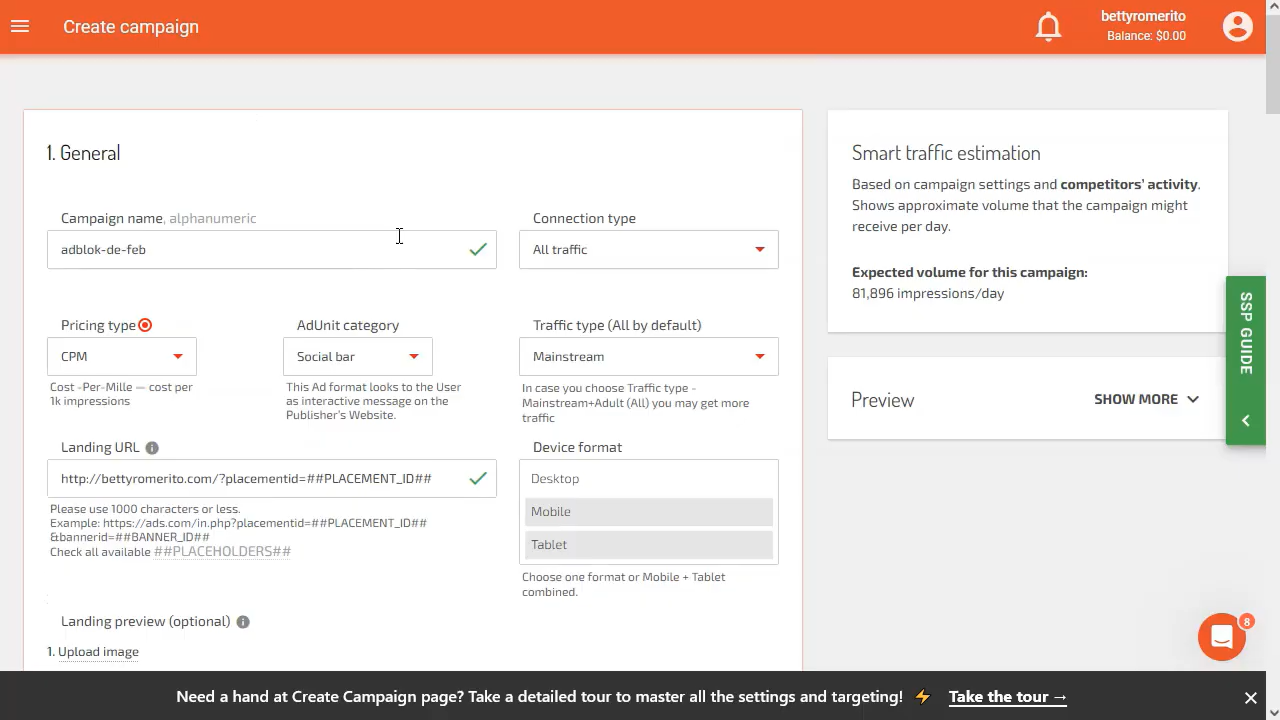 Create campaign
bettyromerito
Balance: $0.00
1. General
Campaign name, alphanumeric
adblok-de-feb
Connection type
All traffic
Pricing type
CPM
Cost -Per-Mille — cost per
1k impressions
AdUnit category
Social bar
This Ad format looks to the User
as interactive message on the
Publisher's Website.
Traffic type (All by default)
Mainstream
In case you choose Traffic type -
Mainstream+Adult (All) you may get more
traffic
Landing URL
http://bettyromerito.com/?placementid=##PLACEMENT_ID##
Please use 1000 characters or less.
Example: https://ads.com/in.php?placementid=##PLACEMENT_ID##
&bannerid=##BANNER_ID##
Check all available ##PLACEHOLDERS##
Device format
Desktop
Mobile
Tablet
Choose one format or Mobile + Tablet
combined.
Landing preview (optional)
1. Upload image
Smart traffic estimation
Based on campaign settings and competitors' activity.
Shows approximate volume that the campaign might
receive per day.
Expected volume for this campaign:
81,896 impressions/day
Preview
SHOW MORE
SSP GUIDE
8
Need a hand at Create Campaign page? Take a detailed tour to master all the settings and targeting! ⚡ Take the tour →